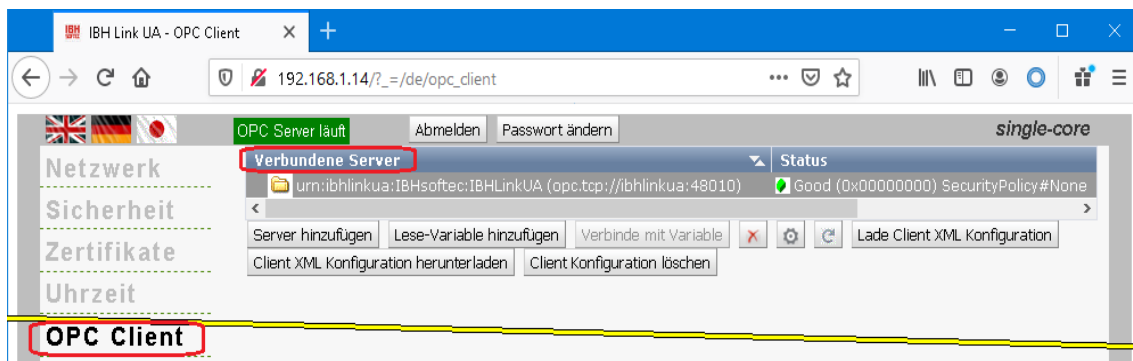 IBH Link UA - OPC Client
192.168.1.14/?_=/de/opc_client
OPC Server läuft Abmelden Passwort ändern single-core
Netzwerk
Verbundene Server Status
urn:ibhlinkua:IBHsoftec:IBHLinkUA (opc.tcp://ibhlinkua:48010) Good (0x00000000) SecurityPolicy#None
Sicherheit
Server hinzufügen Lese-Variable hinzufügen Verbinde mit Variable Lade Client XML Konfiguration
Zertifikate
Client XML Konfiguration herunterladen Client Konfiguration löschen
Uhrzeit
OPC Client